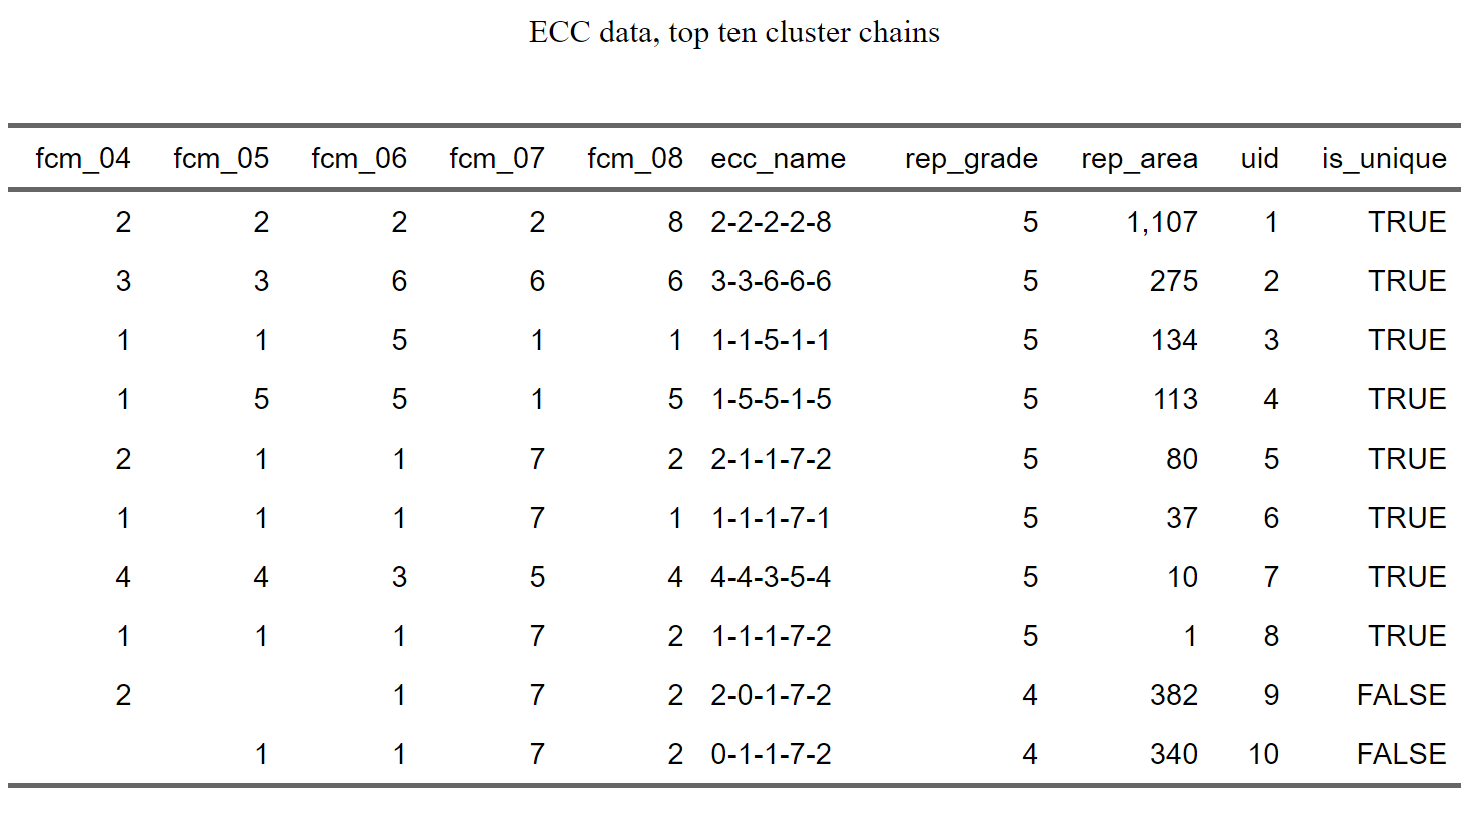 ECC data, top ten cluster chains
fcm_04 fcm_05 fcm_06 fcm_07 fcm_08 ecc_name rep_grade rep_area uid is_unique
2 2 2 2 8 2-2-2-2-8 5 1,107 1 TRUE
3 3 6 6 6 3-3-6-6-6 5 275 2 TRUE
1 1 5 1 1 1-1-5-1-1 5 134 3 TRUE
1 5 5 1 5 1-5-5-1-5 5 113 4 TRUE
2 1 1 7 2 2-1-1-7-2 5 80 5 TRUE
1 1 1 7 1 1-1-1-7-1 5 37 6 TRUE
4 4 3 5 4 4-4-3-5-4 5 10 7 TRUE
1 1 1 7 2 1-1-1-7-2 5 1 8 TRUE
2 1 7 2 2-0-1-7-2 4 382 9 FALSE
1 1 7 2 0-1-1-7-2 4 340 10 FALSE